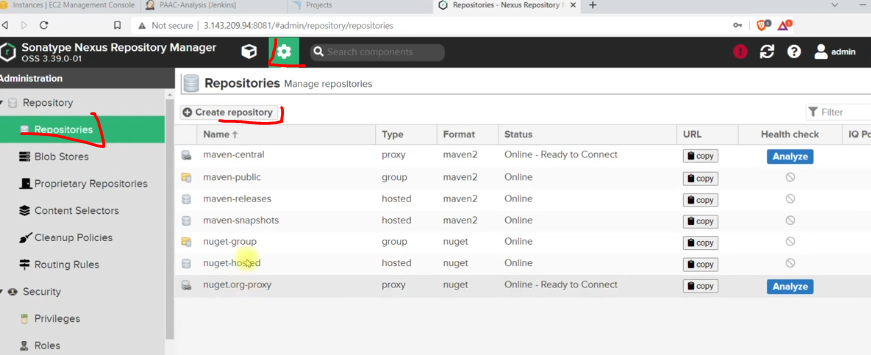 Instances | EC2 Management Console
PAAC-Analysis [Jenkins]
Projects
Repositories - Nexus Repository
Not secure | 3.143.209.94:8081/#admin/repository/repositories
Sonatype Nexus Repository Manager
OSS 3.39.0-01
Search components
admin
Administration
Repositories Manage repositories
Repository
Create repository
Filter
Repositories
Name Type Format Status URL Health check
Blob Stores
Proprietary Repositories
Content Selectors
Cleanup Policies
Routing Rules
Security
Privileges
Roles
maven-central proxy maven2 Online - Ready to Connect copy Analyze
maven-public group maven2 Online copy
maven-releases hosted maven2 Online copy
maven-snapshots hosted maven2 Online copy
nuget-group group nuget Online copy
nuget-hosted hosted nuget Online copy
nuget.org-proxy proxy nuget Online - Ready to Connect copy Analyze